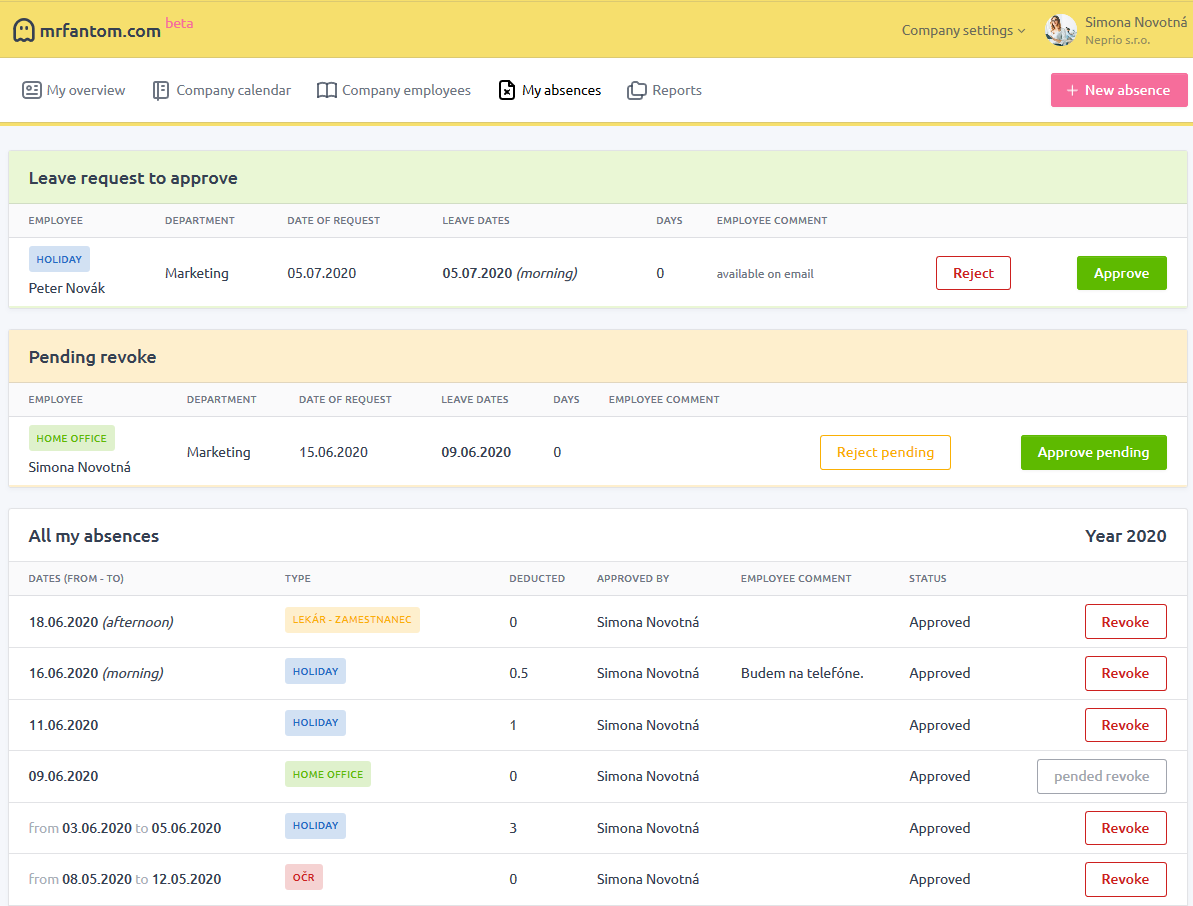 mrfantom.com beta
Company settings
Simona Novotná
Neprio s.r.o.
My overview Company calendar Company employees My absences Reports + New absence
Leave request to approve
EMPLOYEE DEPARTMENT DATE OF REQUEST LEAVE DATES DAYS EMPLOYEE COMMENT
HOLIDAY
Peter Novák Marketing 05.07.2020 05.07.2020 (morning) 0 available on email Reject Approve
Pending revoke
EMPLOYEE DEPARTMENT DATE OF REQUEST LEAVE DATES DAYS EMPLOYEE COMMENT
HOME OFFICE
Simona Novotná Marketing 15.06.2020 09.06.2020 0 Reject pending Approve pending
All my absences Year 2020
DATES (FROM - TO) TYPE DEDUCTED APPROVED BY EMPLOYEE COMMENT STATUS
18.06.2020 (afternoon) LEKÁR - ZAMESTNANEC 0 Simona Novotná Approved Revoke
16.06.2020 (morning) HOLIDAY 0.5 Simona Novotná Budem na telefóne. Approved Revoke
11.06.2020 HOLIDAY 1 Simona Novotná Approved Revoke
09.06.2020 HOME OFFICE 0 Simona Novotná Approved pended revoke
from 03.06.2020 to 05.06.2020 HOLIDAY 3 Simona Novotná Approved Revoke
from 08.05.2020 to 12.05.2020 OČR 0 Simona Novotná Approved Revoke